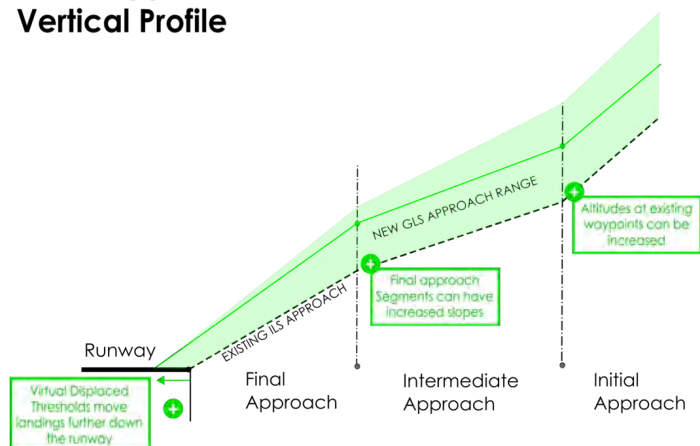 Vertical Profile
NEW GLS APPROACH RANGE
Altitudes at existing
waypoints can be
increased
EXISTING ILS APPROACH
Final approach
Segments can have
increased slopes
Runway
Final
Approach
Intermediate
Approach
Initial
Approach
Virtual Displaced
Thresholds move
landings further down
the runway